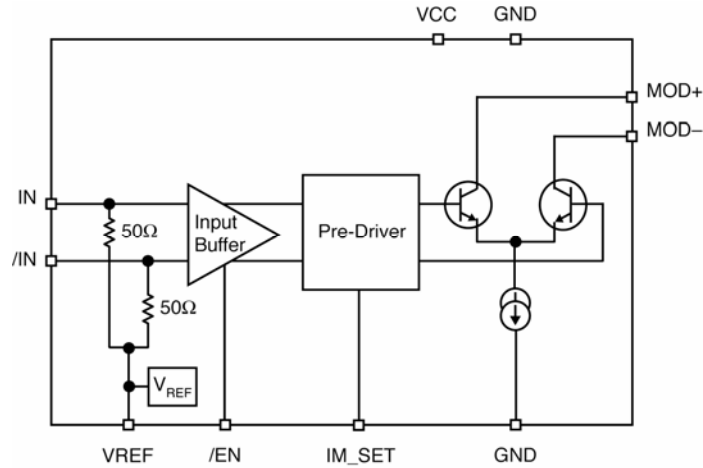 VCC
GND
MOD+
MOD−
IN
50Ω
Input
Buffer
Pre-Driver
/IN
50Ω
VREF
VREF
/EN
IM_SET
GND